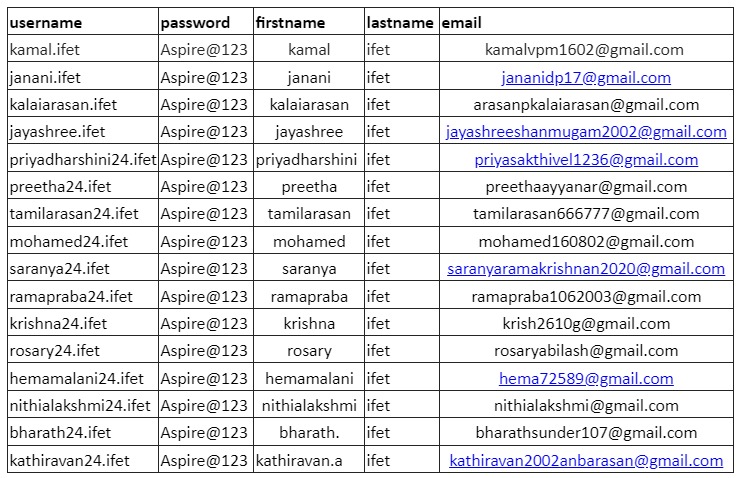 username password firstname lastname email
kamal.ifet Aspire@123 kamal ifet kamalvpm1602@gmail.com
janani.ifet Aspire@123 janani ifet jananidp17@gmail.com
kalaiarasan.ifet Aspire@123 kalaiarasan ifet arasanpkalaiarasan@gmail.com
jayashree.ifet Aspire@123 jayashree ifet jayashreeshanmugam2002@gmail.com
priyadharshini24.ifet Aspire@123 priyadharshini ifet priyasakthivel1236@gmail.com
preetha24.ifet Aspire@123 preetha ifet preethaayyanar@gmail.com
tamilarasan24.ifet Aspire@123 tamilarasan ifet tamilarasan666777@gmail.com
mohamed24.ifet Aspire@123 mohamed ifet mohamed160802@gmail.com
saranya24.ifet Aspire@123 saranya ifet saranyaramakrishnan2020@gmail.com
ramapraba24.ifet Aspire@123 ramapraba ifet ramapraba1062003@gmail.com
krishna24.ifet Aspire@123 krishna ifet krish2610g@gmail.com
rosary24.ifet Aspire@123 rosary ifet rosaryabilash@gmail.com
hemamalani24.ifet Aspire@123 hemamalani ifet hema72589@gmail.com
nithialakshmi24.ifet Aspire@123 nithialakshmi ifet nithialakshmi@gmail.com
bharath24.ifet Aspire@123 bharath. ifet bharathsunder107@gmail.com
kathiravan24.ifet Aspire@123 kathiravan.a ifet kathiravan2002anbarasan@gmail.com